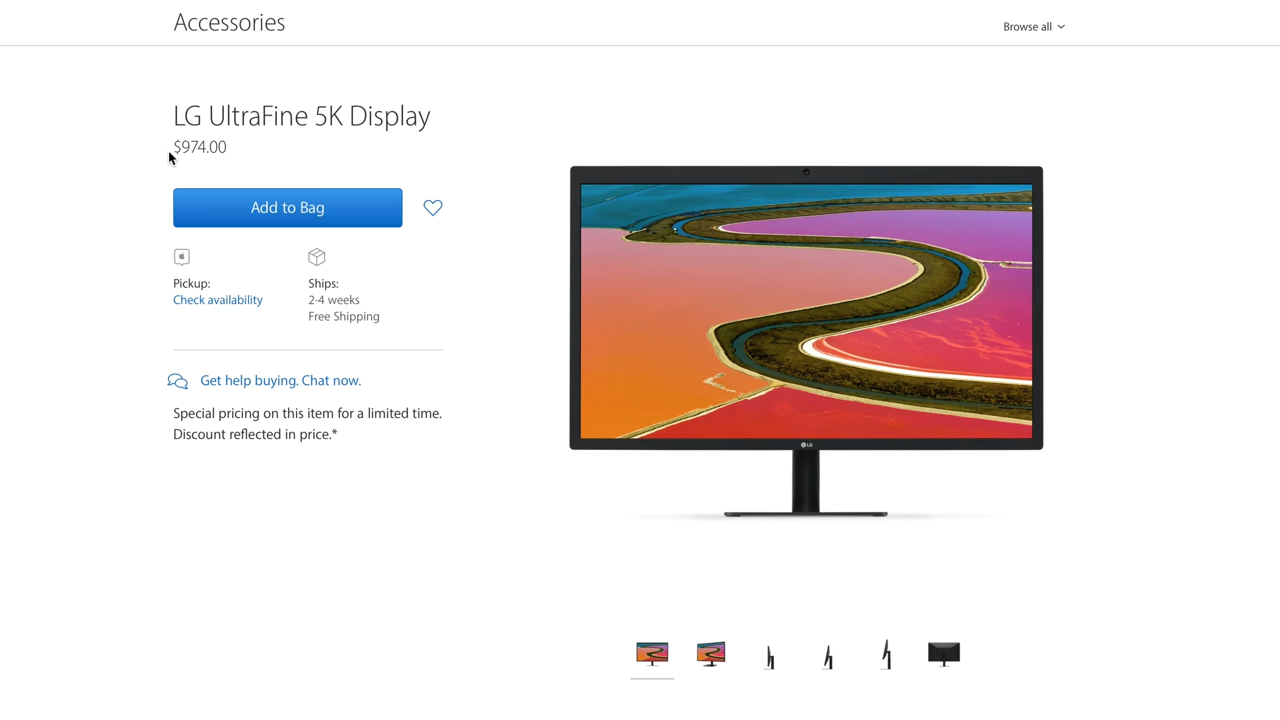 Accessories
Browse all
LG UltraFine 5K Display
$974.00
Add to Bag
Pickup:
Check availability
Ships:
2-4 weeks
Free Shipping
Get help buying. Chat now.
Special pricing on this item for a limited time.
Discount reflected in price.*
LG